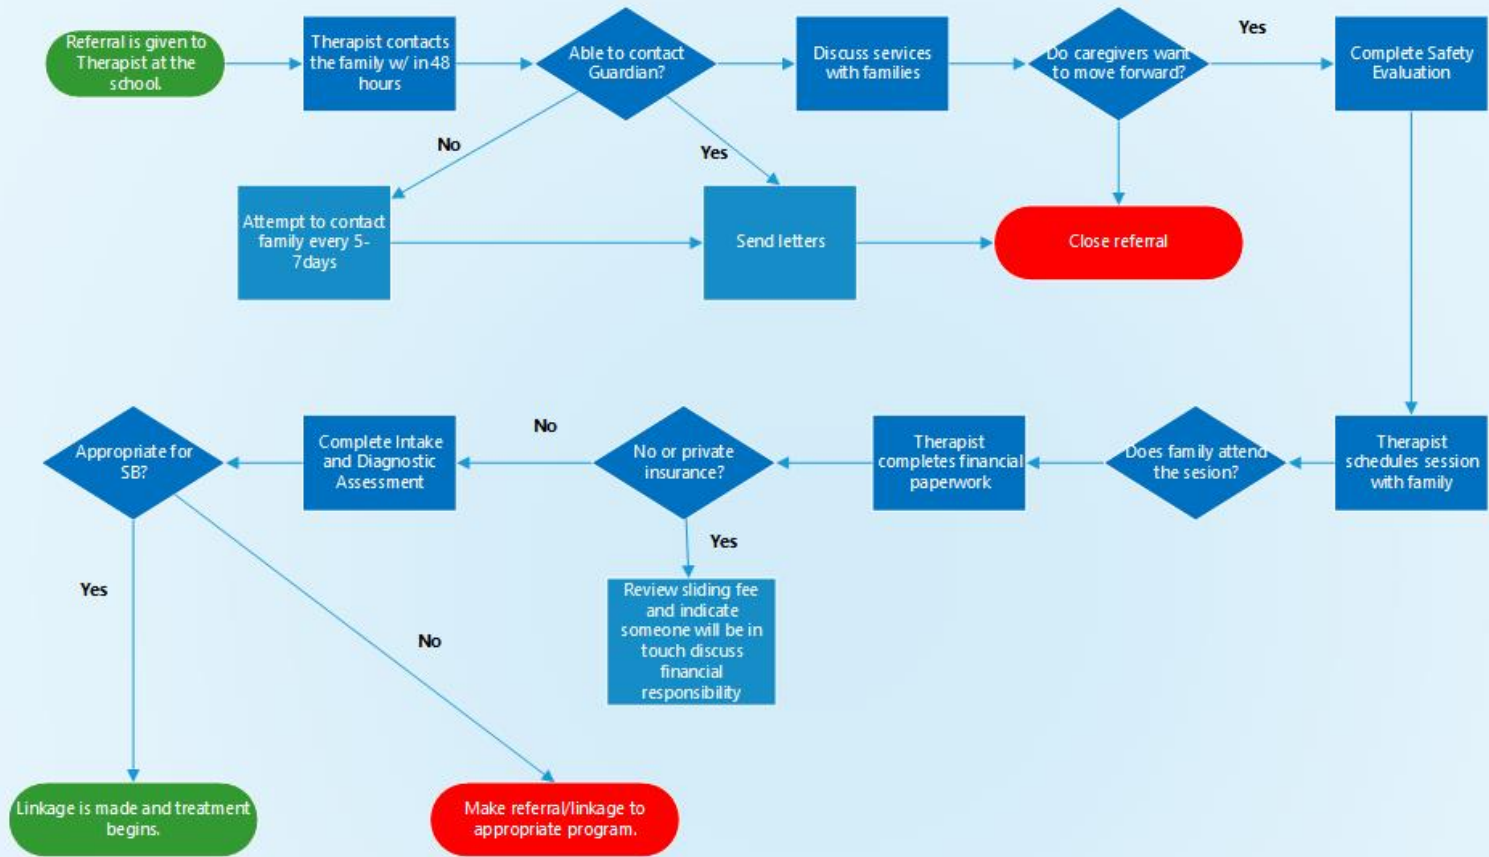 Referral is given to
Therapist at the
school.
Therapist contacts
the family w/ in 48
hours
Able to contact
Guardian?
Discuss services
with families
Do caregivers want
to move forward?
Yes
Complete Safety
Evaluation
No
Yes
Attempt to contact
family every 5-
7days
Send letters
Close referral
Appropriate for
SB?
Complete Intake
and Diagnostic
Assessment
No
No or private
insurance?
Therapist
completes financial
paperwork
Does family attend
the sesion?
Therapist
schedules session
with family
Yes
Review sliding fee
and indicate
someone will be in
touch discuss
financial
responsibility
Yes
No
Linkage is made and treatment
begins.
Make referral/linkage to
appropriate program.